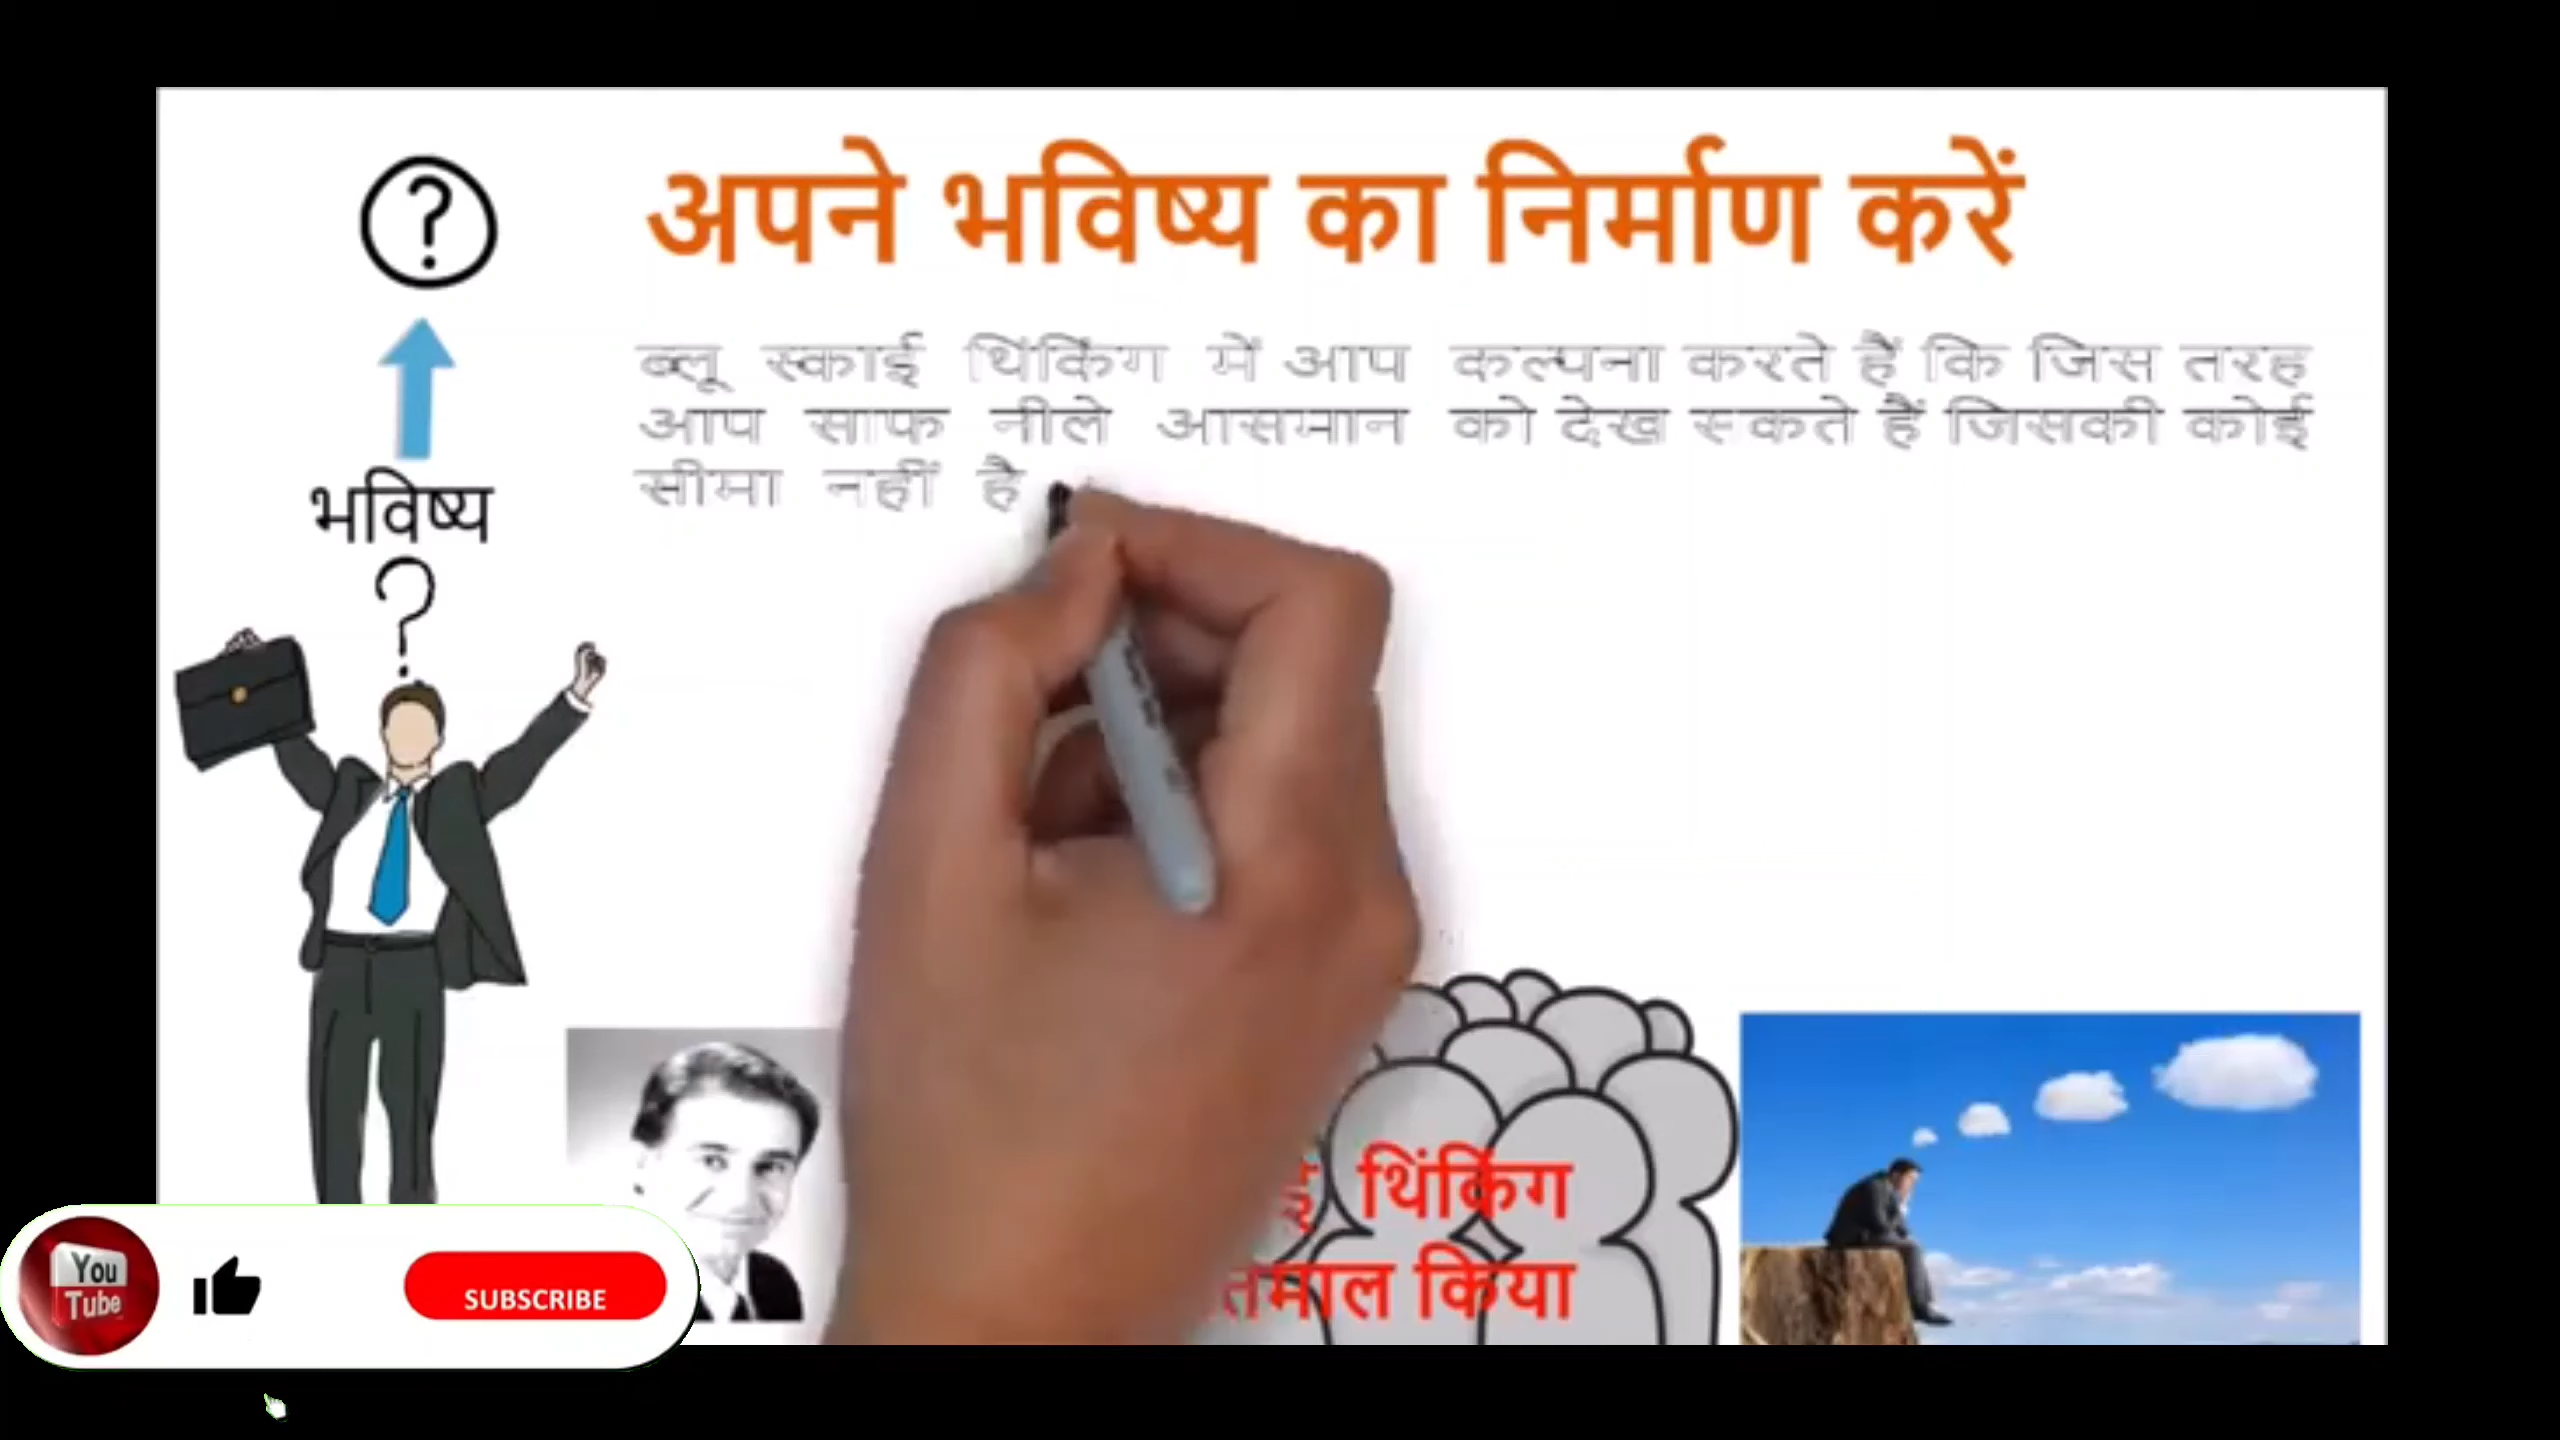 अपने भविष्य का निर्माण करें
?
ब्लू स्काई थिंकिंग में आप कल्पना करते हैं कि जिस तरह
आप साफ नीले आसमान को देख सकते हैं जिसकी कोई
सीमा नहीं है
भविष्य
?
थिंकिंग
किया
You
Tube
SUBSCRIBE